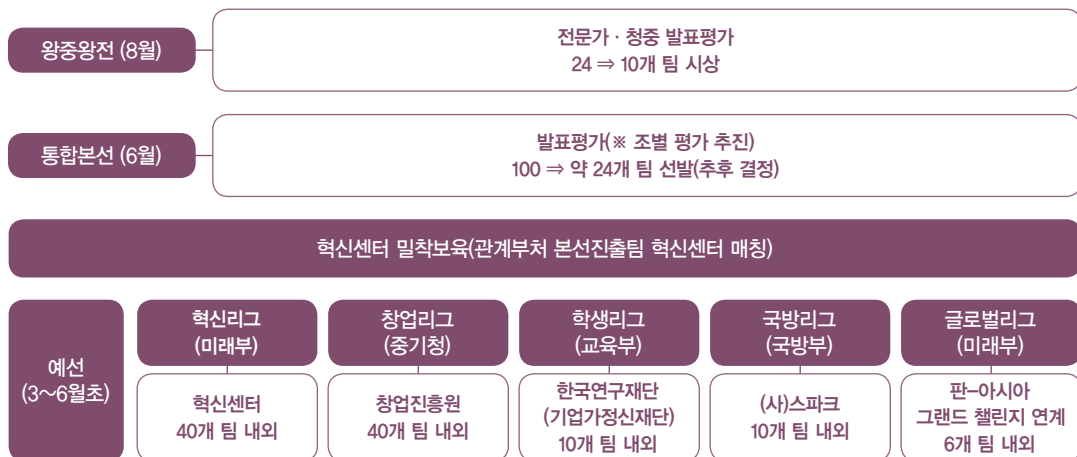 왕중왕전 (8월)
전문가 · 청중 발표평가
24 ⇒ 10개 팀 시상
통합본선 (6월)
발표평가(※ 조별 평가 추진)
100 ⇒ 약 24개 팀 선발(추후 결정)
혁신센터 밀착보육(관계부처 본선진출팀 혁신센터 매칭)
예선
(3~6월초)
혁신리그
(미래부)
혁신센터
40개 팀 내외
창업리그
(중기청)
창업진흥원
40개 팀 내외
학생리그
(교육부)
한국연구재단
(기업가정신재단)
10개 팀 내외
국방리그
(국방부)
(사)스파크
10개 팀 내외
글로벌리그
(미래부)
판-아시아
그랜드 챌린지 연계
6개 팀 내외